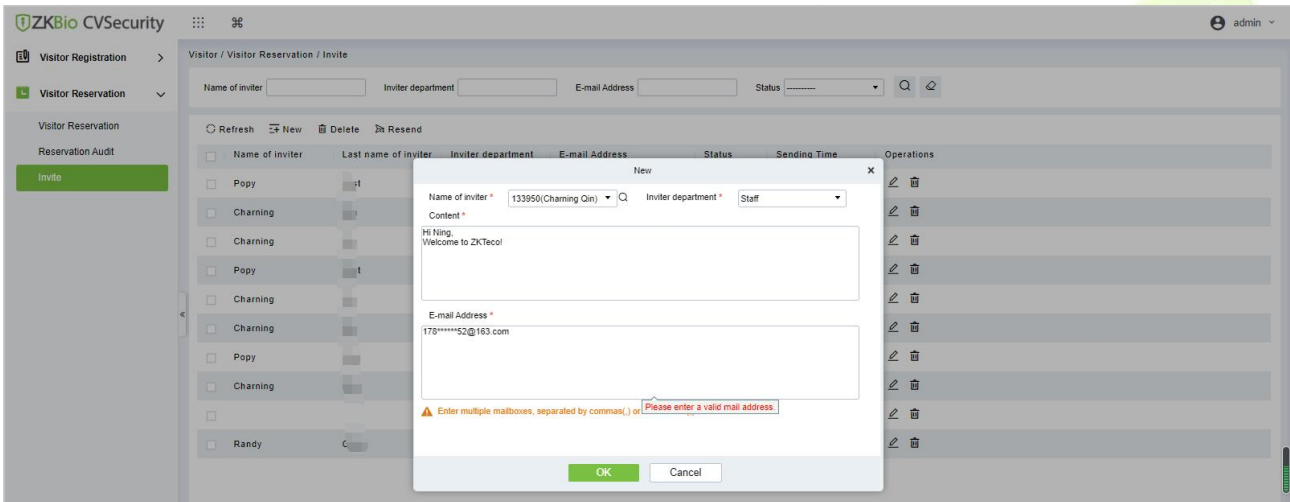 ZKBio CVSecurity
admin
Visitor Registration
Visitor / Visitor Reservation / Invite
Visitor Reservation
Name of inviter Inviter department E-mail Address Status ----------
Visitor Reservation
Refresh New Delete Resend
Reservation Audit
Name of inviter Last name of inviter Inviter department E-mail Address Status Sending Time Operations
Invite
New
Popy
Name of inviter * 133950(Charning Qin) Inviter department * Staff
Charning
Content *
Hi Ning,
Welcome to ZKTeco!
Charning
Popy
Charning
E-mail Address *
178******52@163.com
Charning
Popy
Charning
Enter multiple mailboxes, separated by commas(,) or
Please enter a valid mail address.
Randy
OK Cancel